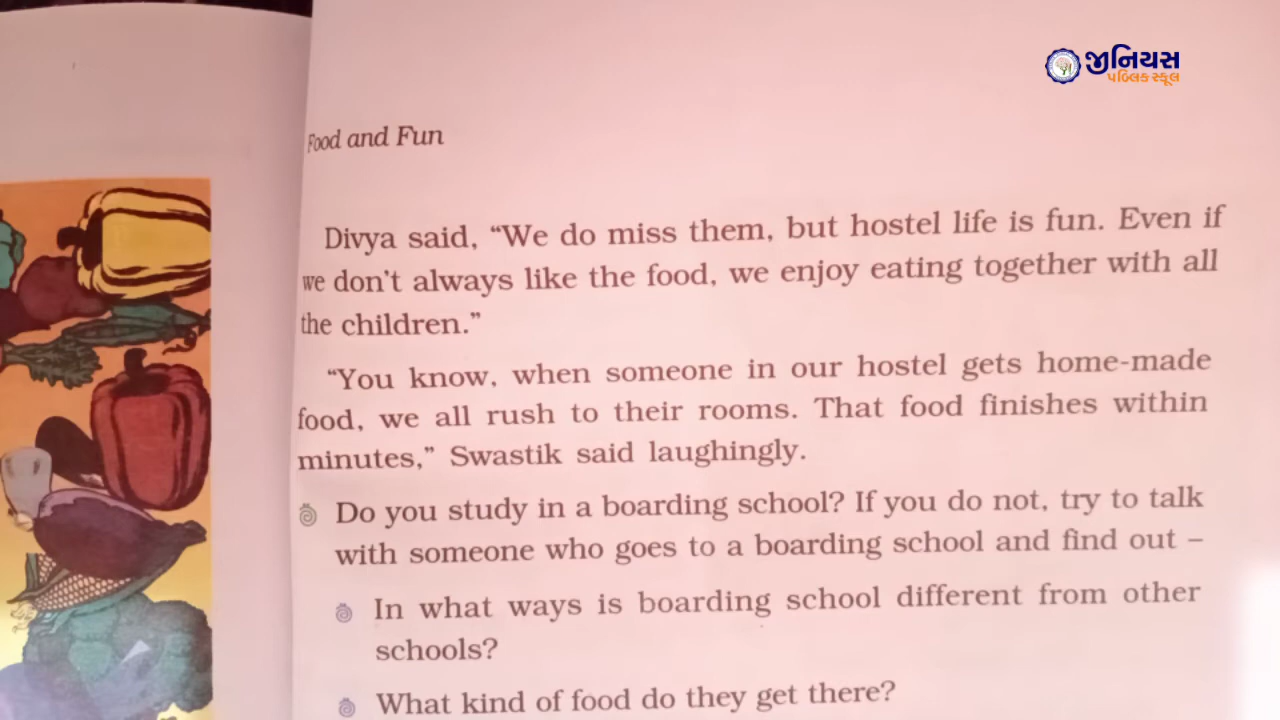 જીનિયસ
પબ્લિક સ્કૂલ
Food and Fun
Divya said, “We do miss them, but hostel life is fun. Even if
we don't always like the food, we enjoy eating together with all
the children.”
“You know, when someone in our hostel gets home-made
food, we all rush to their rooms. That food finishes within
minutes,” Swastik said laughingly.
Do you study in a boarding school? If you do not, try to talk
with someone who goes to a boarding school and find out –
In what ways is boarding school different from other
schools?
What kind of food do they get there?